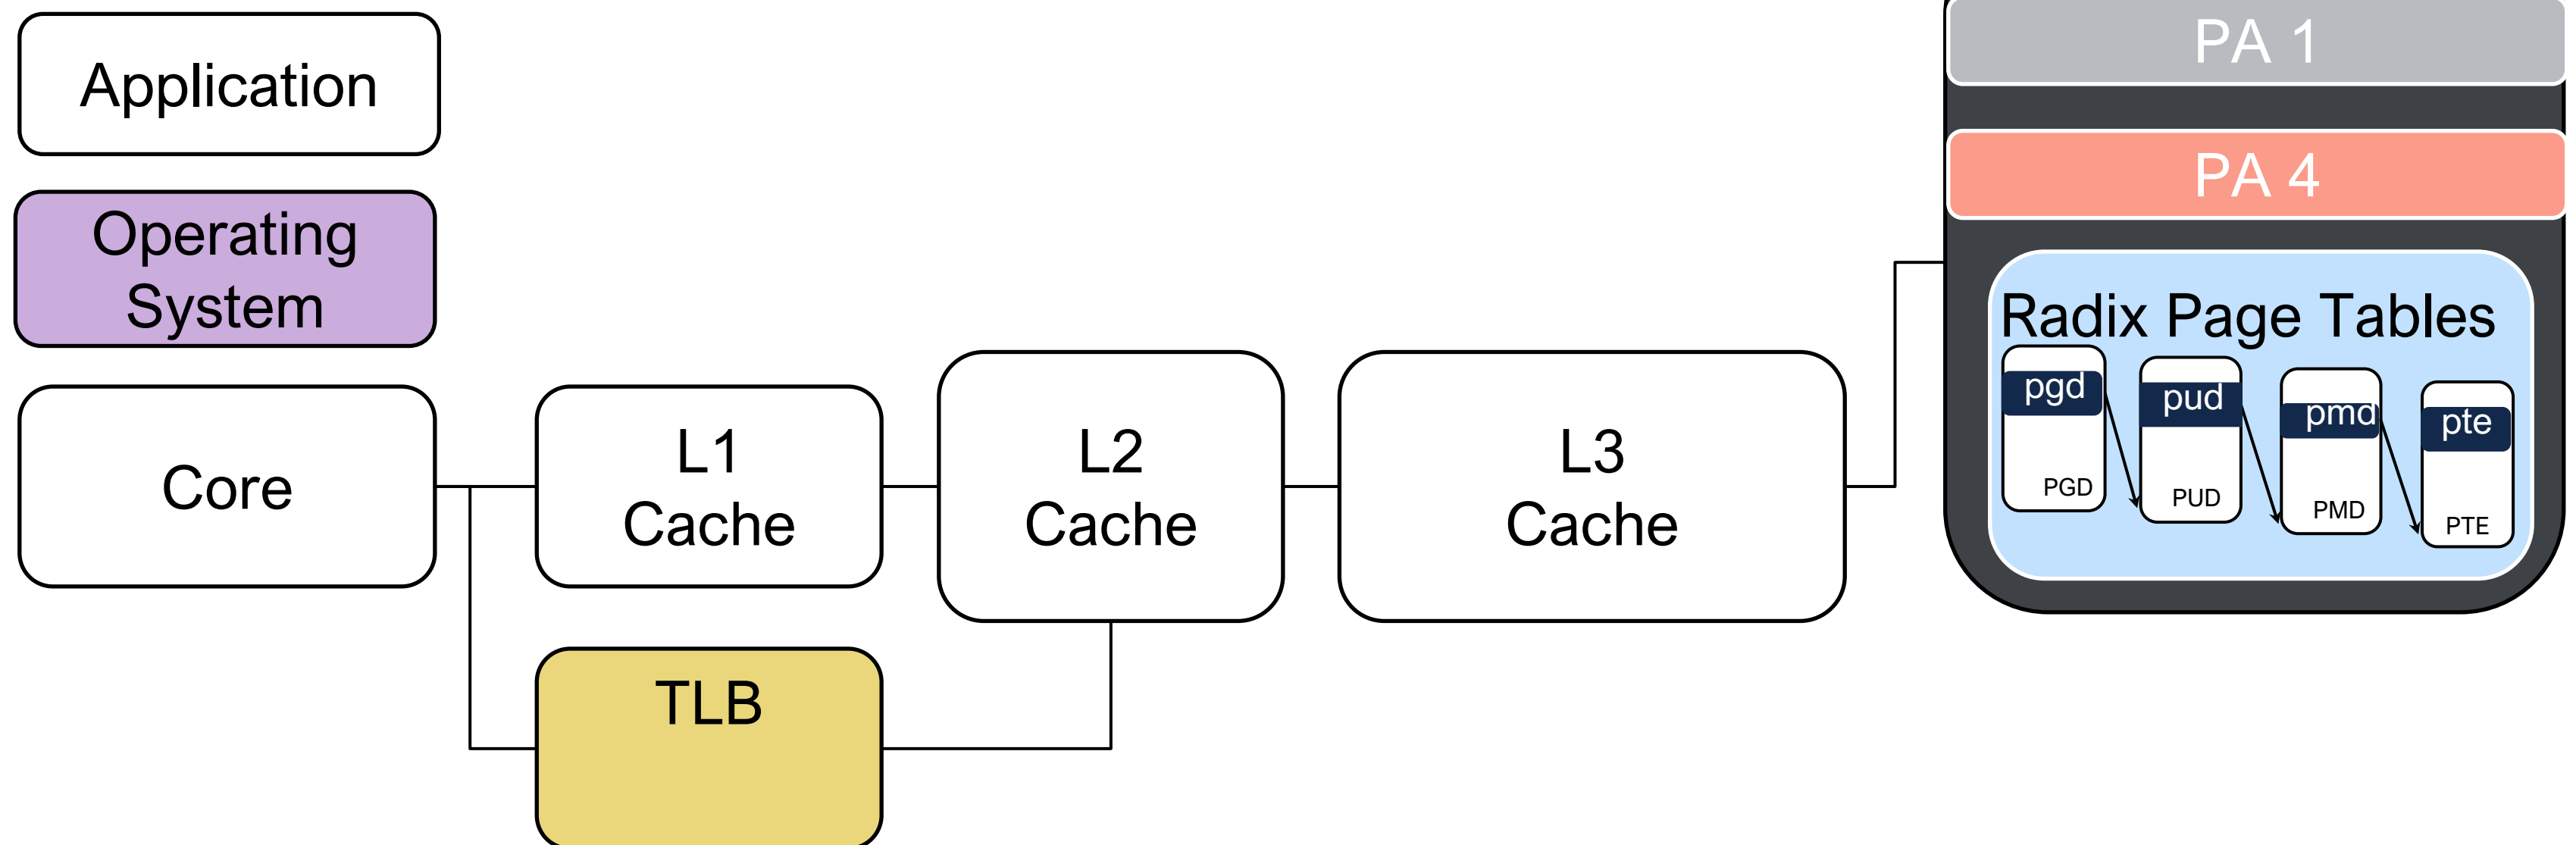 Application
Operating
System
Core
L1
Cache
L2
Cache
L3
Cache
TLB
PA 1
PA 4
Radix Page Tables
pgd
PGD
pud
PUD
pmd
PMD
pte
PTE